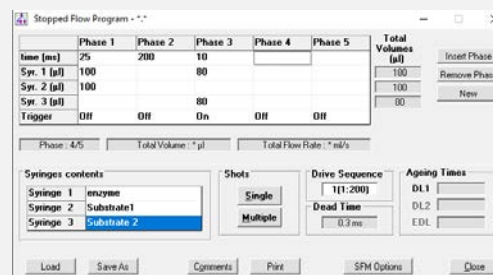 Stopped Flow Program - *.*
Phase 1 Phase 2 Phase 3 Phase 4 Phase 5 Total Volumes (µl)
time (ms) 25 200 10
Syr. 1 (µl) 100 80 180
Syr. 2 (µl) 100 100
Syr. 3 (µl) 80 80
Trigger Off Off On Off Off
Insert Phase
Remove Phas
New
Phase : 4/5 Total Volume : * µl Total Flow Rate : * ml/s
Syringes contents
Syringe 1 enzyme
Syringe 2 Substrate1
Syringe 3 Substrate 2
Shots
Single
Multiple
Drive Sequence
1(1:200)
Dead Time
0.3 ms
Ageing Times
DL1
DL2
EDL
Load Save As Comments Print SFM Options Close